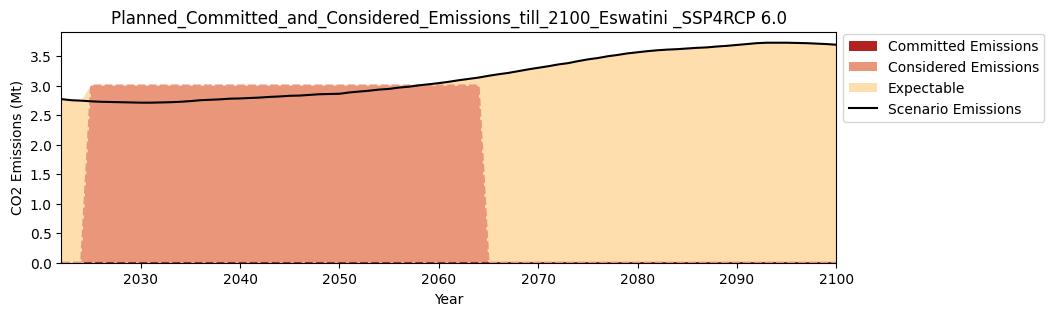 Planned_Committed_and_Considered_Emissions_till_2100_Eswatini _SSP4RCP 6.0
CO2 Emissions (Mt)
3.5
3.0
2.5
2.0
1.5
1.0
0.5
0.0
2030
2040
2050
2060
2070
2080
2090
2100
Year
Committed Emissions
Considered Emissions
Expectable
Scenario Emissions